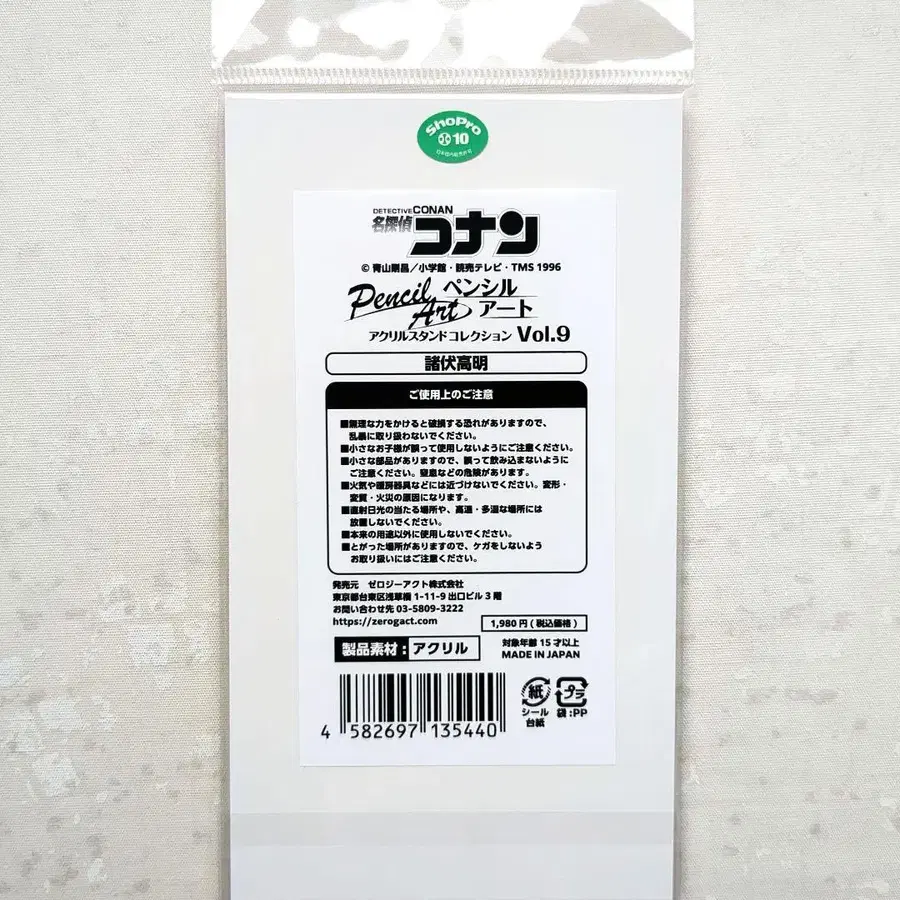 ShoPro
小 10
日本国内販売許可
DETECTIVE CONAN
名探偵
コナン
© 青山剛昌／小学館・読売テレビ・TMS 1996
Pencil Art
ペンシル
アート
アクリルスタンドコレクション Vol.9
諸伏高明
ご使用上のご注意
■無理な力をかけると破損する恐れがありますので、
乱暴に取り扱わないでください。
■小さなお子様が誤って使用しないようにご注意ください。
■小さな部品がありますので、誤って飲み込まないように
ご注意ください。窒息などの危険があります。
■火気や暖房器具などには近づけないでください。変形・
変質・火災の原因になります。
■直射日光の当たる場所や、高温・多湿な場所には
放置しないでください。
■本来の用途以外に使用しないでください。
■とがった場所がありますので、ケガをしないよう
お取り扱いにはご注意ください。
発売元 ゼロジーアクト株式会社
東京都台東区浅草橋 1-11-9 出口ビル 3 階
お問い合わせ先 03-5809-3222
https://zerogact.com
1,980 円 ( 税込価格 )
製品素材：アクリル
対象年齢 15 才以上
MADE IN JAPAN
紙
シール
台紙
プラ
袋 : PP
4 582697 135440